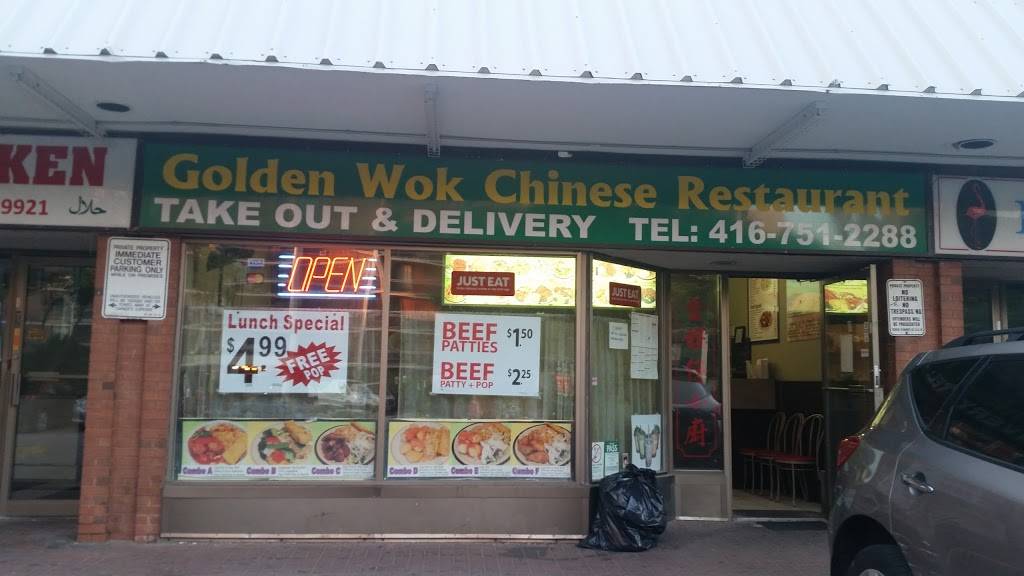 KEN
9921 حلال
Golden Wok Chinese Restaurant
TAKE OUT & DELIVERY TEL: 416-751-2288
PRIVATE PROPERTY
IMMEDIATE
CUSTOMER
PARKING ONLY
OPEN
JUST EAT
JUST EAT
Lunch Special
$4.99
FREE
POP
BEEF
PATTIES $1.50
BEEF
PATTY + POP $2.25
Combo A Combo B Combo C Combo D Combo E Combo F
PASS
PRIVATE PROPERTY
NO
LOITERING
NO
TRESPASSING